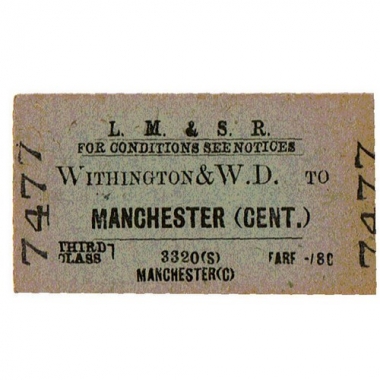 L. M. & S. R.
FOR CONDITIONS SEE NOTICES
WITHINGTON & W.D. TO
MANCHESTER (CENT.)
THIRD
CLASS
3320(S)
FARE -/8C
MANCHESTER(C)
7477
7477